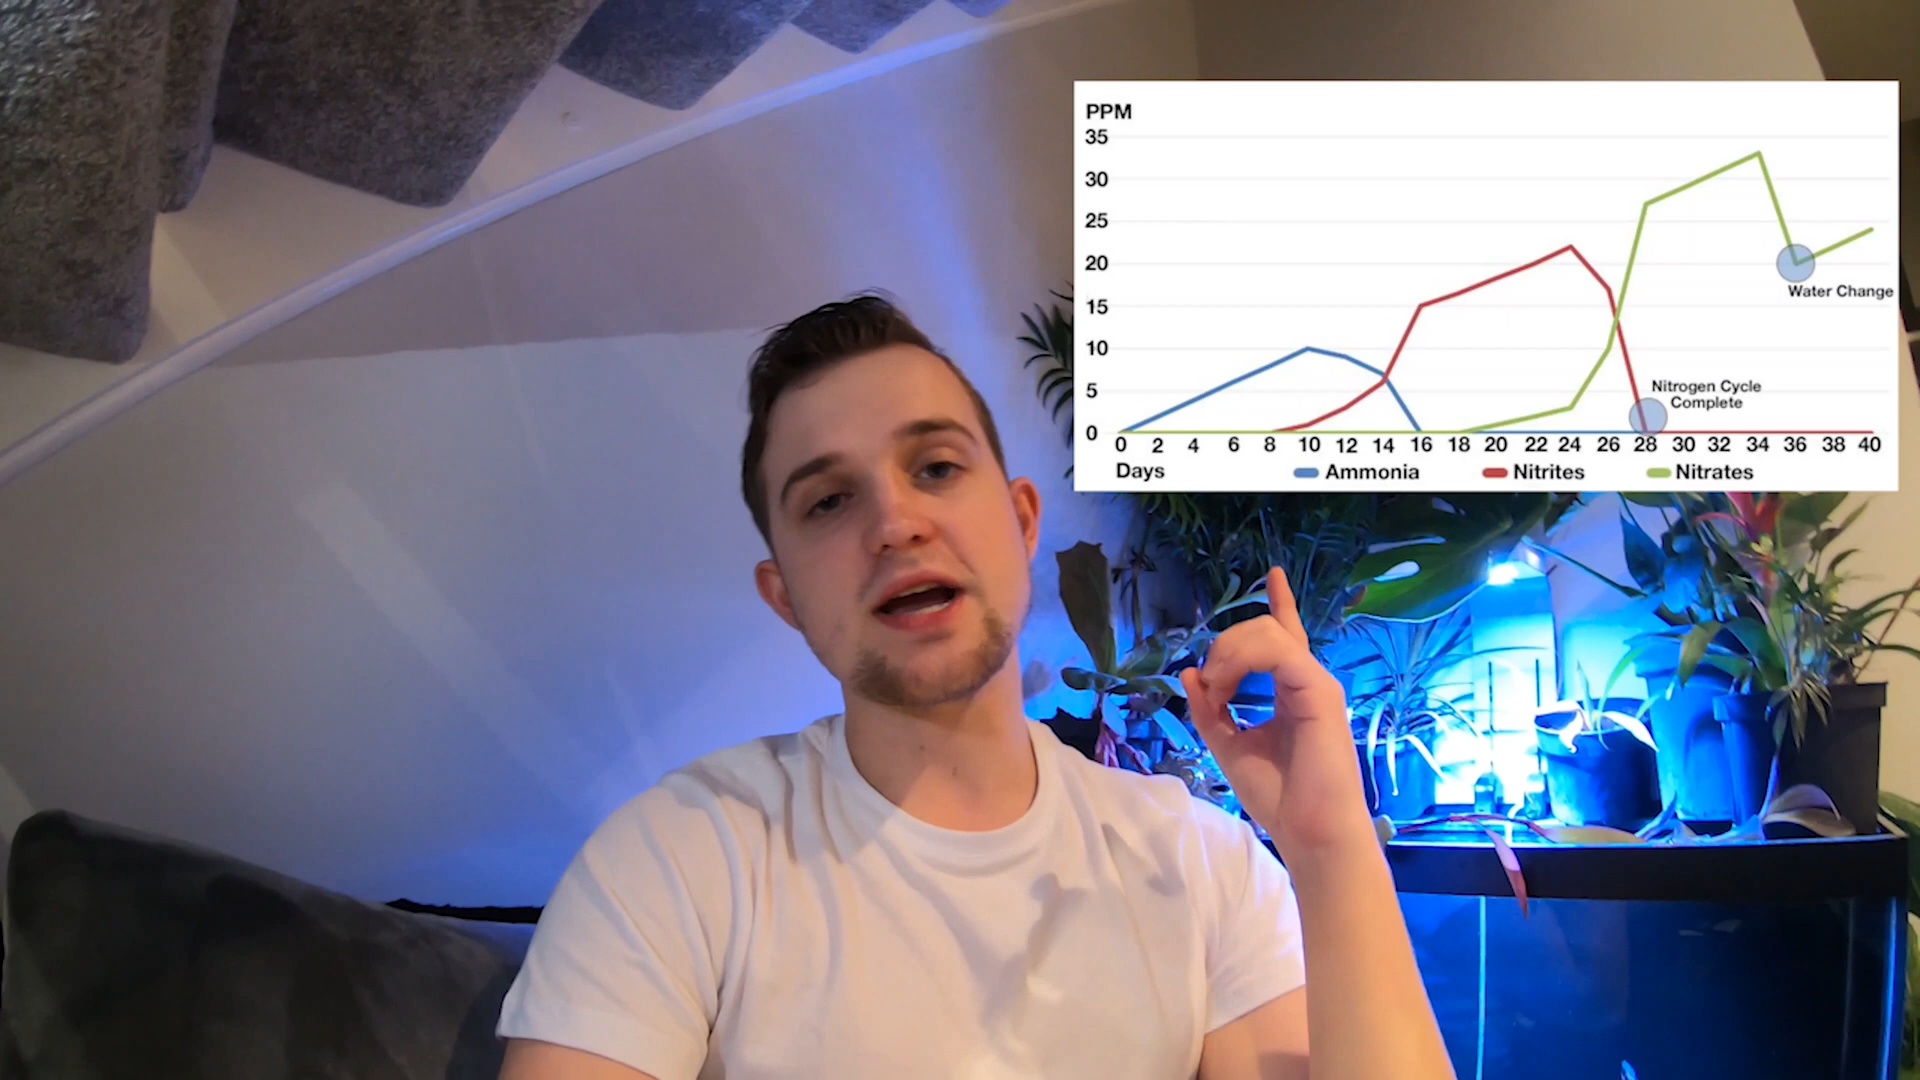 PPM
35
30
25
20
Water Change
15
10
Nitrogen Cycle
Complete
5
0
0 2 4 6 8 10 12 14 16 18 20 22 24 26 28 30 32 34 36 38 40
Days Ammonia Nitrites Nitrates